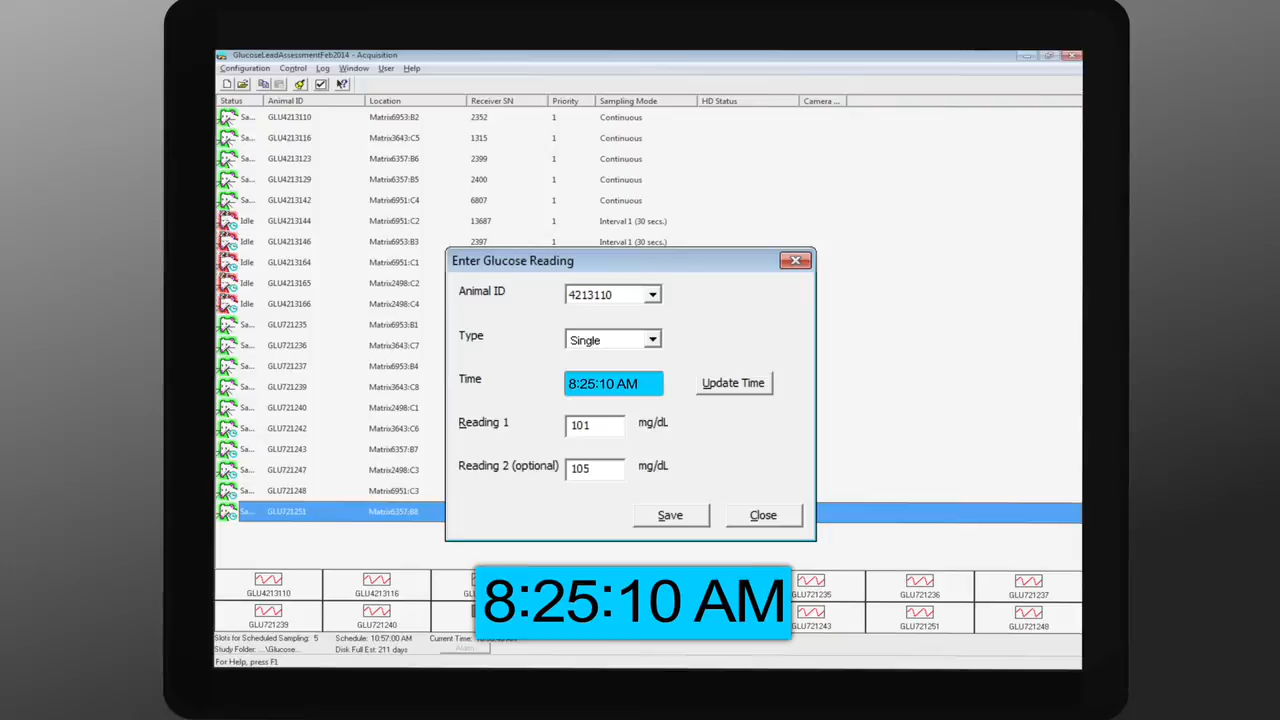 GlucoseLeadAssessmentFeb2014 - Acquisition
Configuration Control Log Window User Help
Status Animal ID Location Receiver SN Priority Sampling Mode HD Status Camera ...
Sa... GLU4213110 Matrix6953:B2 2352 1 Continuous
Sa... GLU4213116 Matrix3643:C5 1315 1 Continuous
Sa... GLU4213123 Matrix6357:B6 2399 1 Continuous
Sa... GLU4213129 Matrix6357:B5 2400 1 Continuous
Sa... GLU4213142 Matrix6951:C4 6807 1 Continuous
Idle GLU4213144 Matrix6951:C2 13687 1 Interval 1 (30 secs.)
Idle GLU4213146 Matrix6953:B3 2397 1 Interval 1 (30 secs.)
Idle GLU4213164 Matrix6951:C1
Idle GLU4213165 Matrix2498:C2
Idle GLU4213166 Matrix2498:C4
Sa... GLU721235 Matrix6953:B1
Sa... GLU721236 Matrix3643:C7
Sa... GLU721237 Matrix6953:B4
Sa... GLU721239 Matrix3643:C8
Sa... GLU721240 Matrix2498:C1
Sa... GLU721242 Matrix3643:C6
Sa... GLU721243 Matrix6357:B7
Sa... GLU721247 Matrix2498:C3
Sa... GLU721248 Matrix6951:C3
Sa... GLU721251 Matrix6357:B8
Enter Glucose Reading
Animal ID 4213110
Type Single
Time 8:25:10 AM Update Time
Reading 1 101 mg/dL
Reading 2 (optional) 105 mg/dL
Save Close
8:25:10 AM
GLU4213110 GLU4213116 GLU721235 GLU721236 GLU721237
GLU721239 GLU721240 GLU721243 GLU721251 GLU721248
Slots for Scheduled Sampling: 5 Schedule: 10:57:00 AM Current Time:
Study Folder: ...\Glucose... Disk Full Est: 211 days Alarm
For Help, press F1